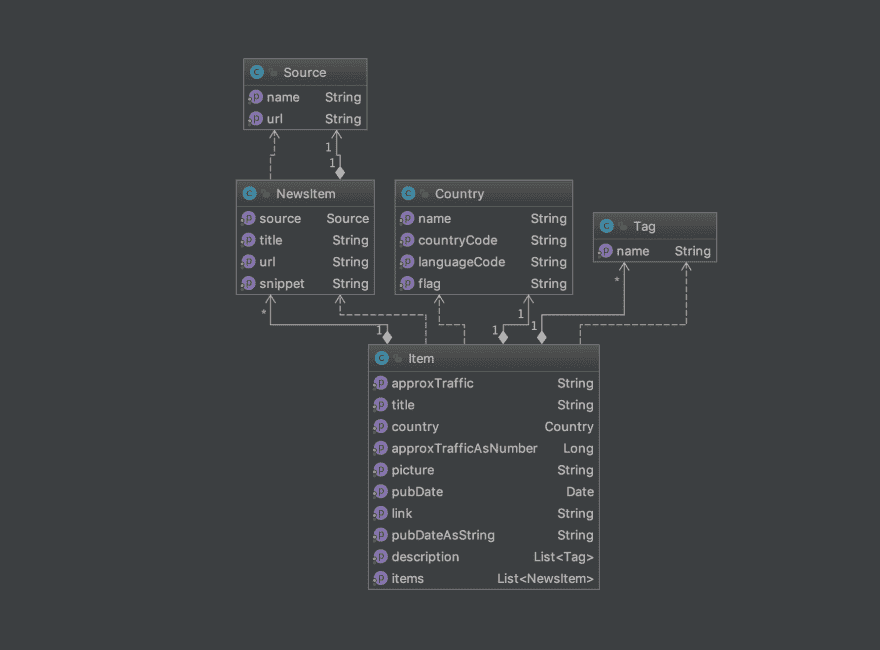 C Source
p name String
p url String
1
1
C NewsItem
p source Source
p title String
p url String
p snippet String
C Country
p name String
p countryCode String
p languageCode String
p flag String
C Tag
p name String
*
*
1
1
1
1
C Item
p approxTraffic String
p title String
p country Country
p approxTrafficAsNumber Long
p picture String
p pubDate Date
p link String
p pubDateAsString String
p description List<Tag>
p items List<NewsItem>